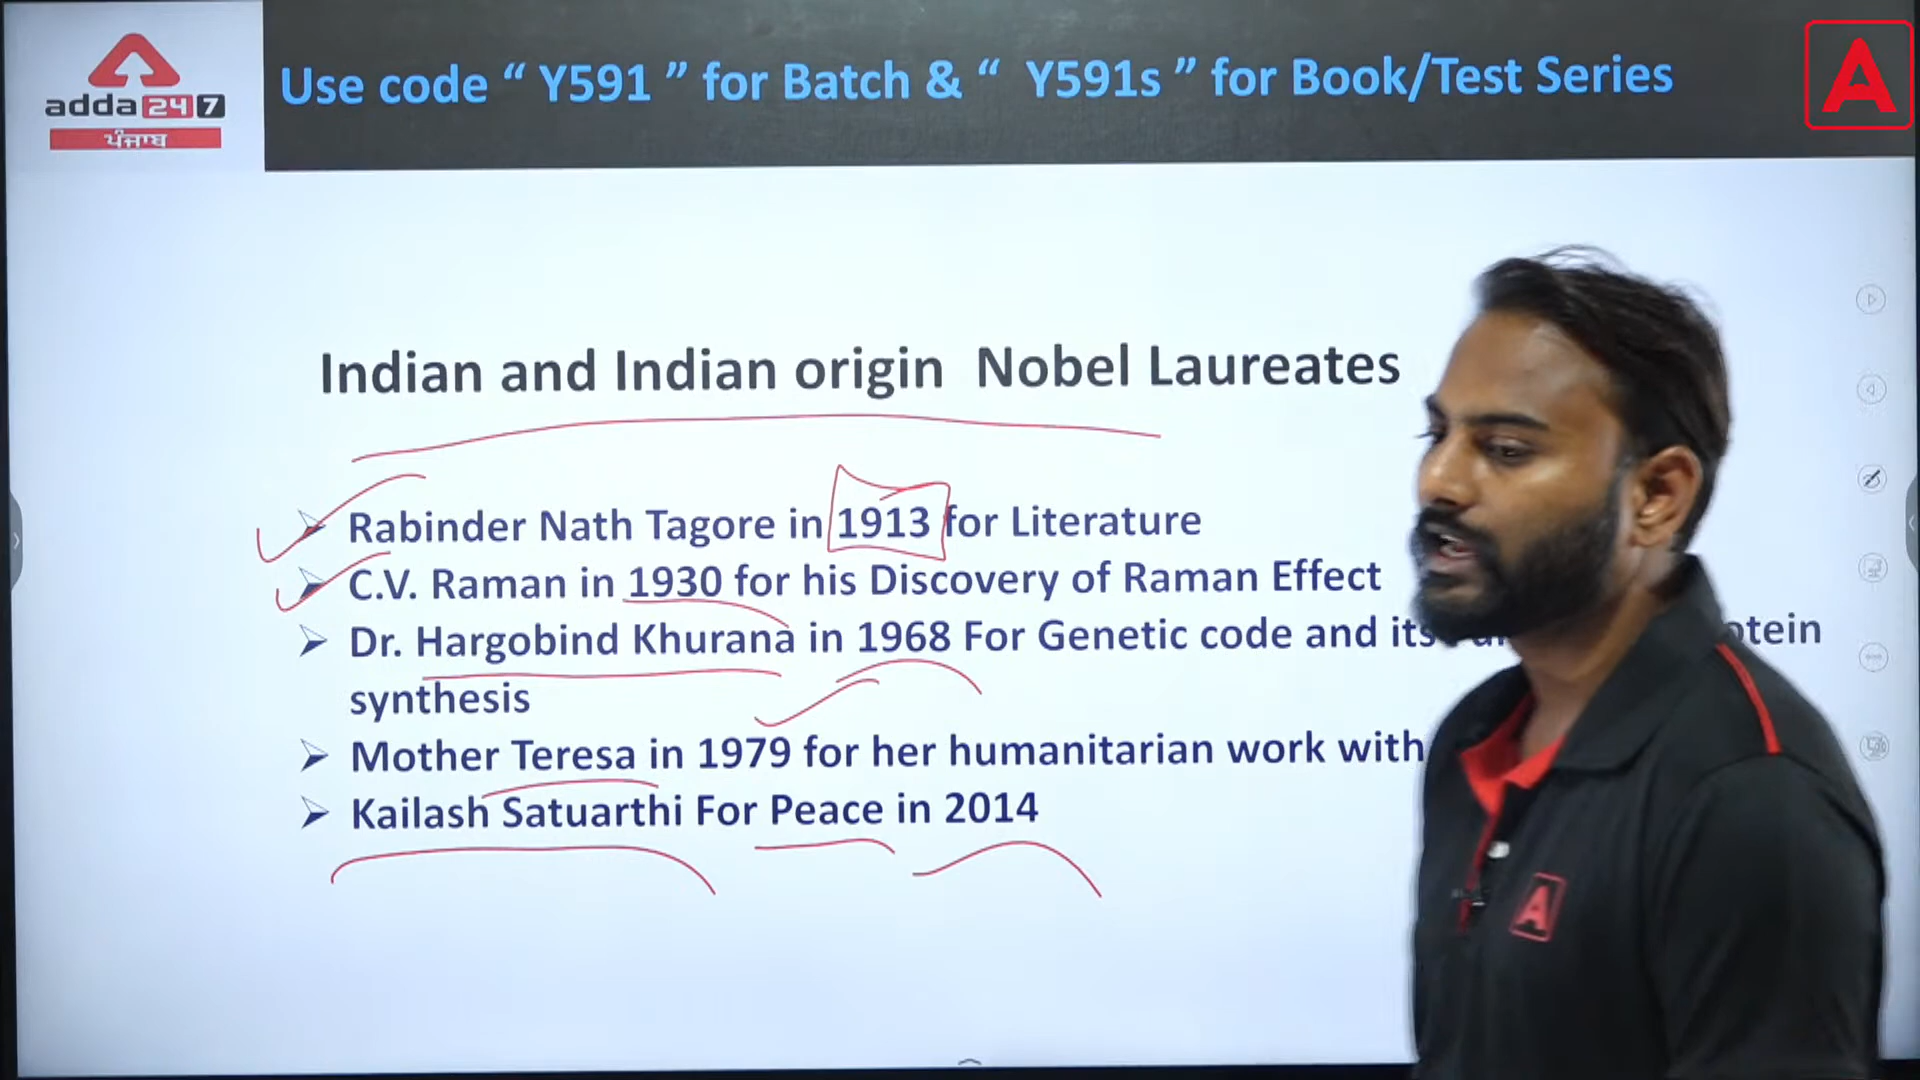 adda247
ਪੰਜਾਬ
Use code “ Y591 ” for Batch & “ Y591s ” for Book/Test Series
A
Indian and Indian origin Nobel Laureates
Rabinder Nath Tagore in 1913 for Literature
C.V. Raman in 1930 for his Discovery of Raman Effect
Dr. Hargobind Khurana in 1968 For Genetic code and its
synthesis
Mother Teresa in 1979 for her humanitarian work with
Kailash Satuarthi For Peace in 2014
A